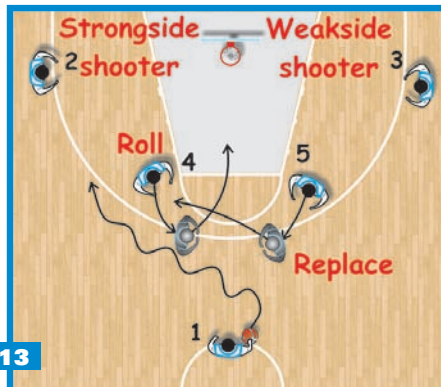 Strongside Weakside
2 shooter shooter 3
Roll
4 5
Replace
1
13